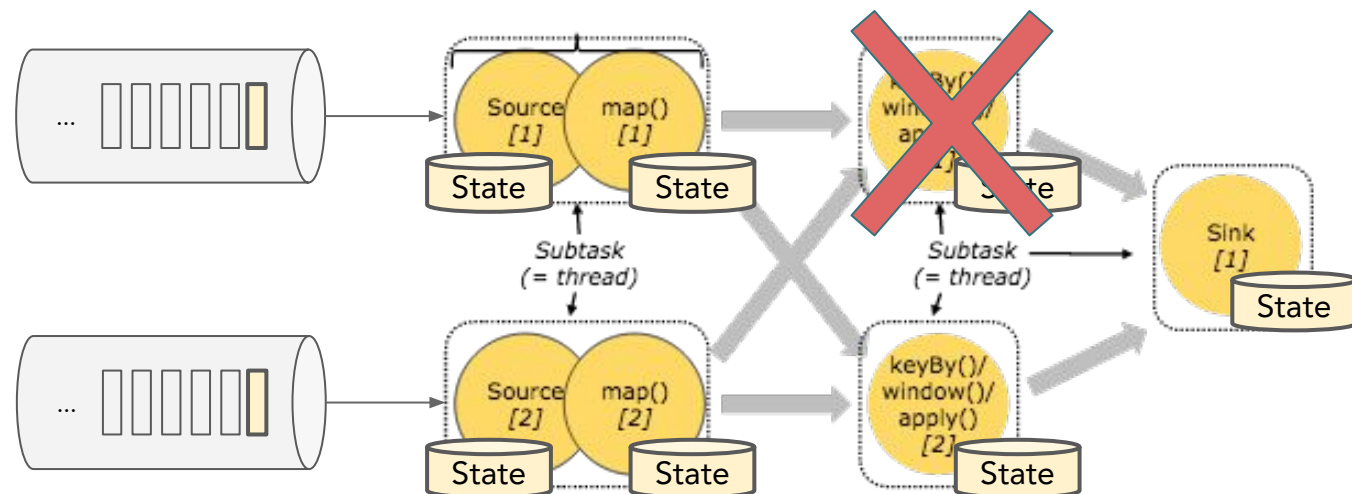 ...
Source
[1]
map()
[1]
State
State
State
Subtask
(= thread)
Subtask
(= thread)
Sink
[1]
State
...
Source
[2]
map()
[2]
State
State
keyBy()/
window()/
apply()
[2]
State